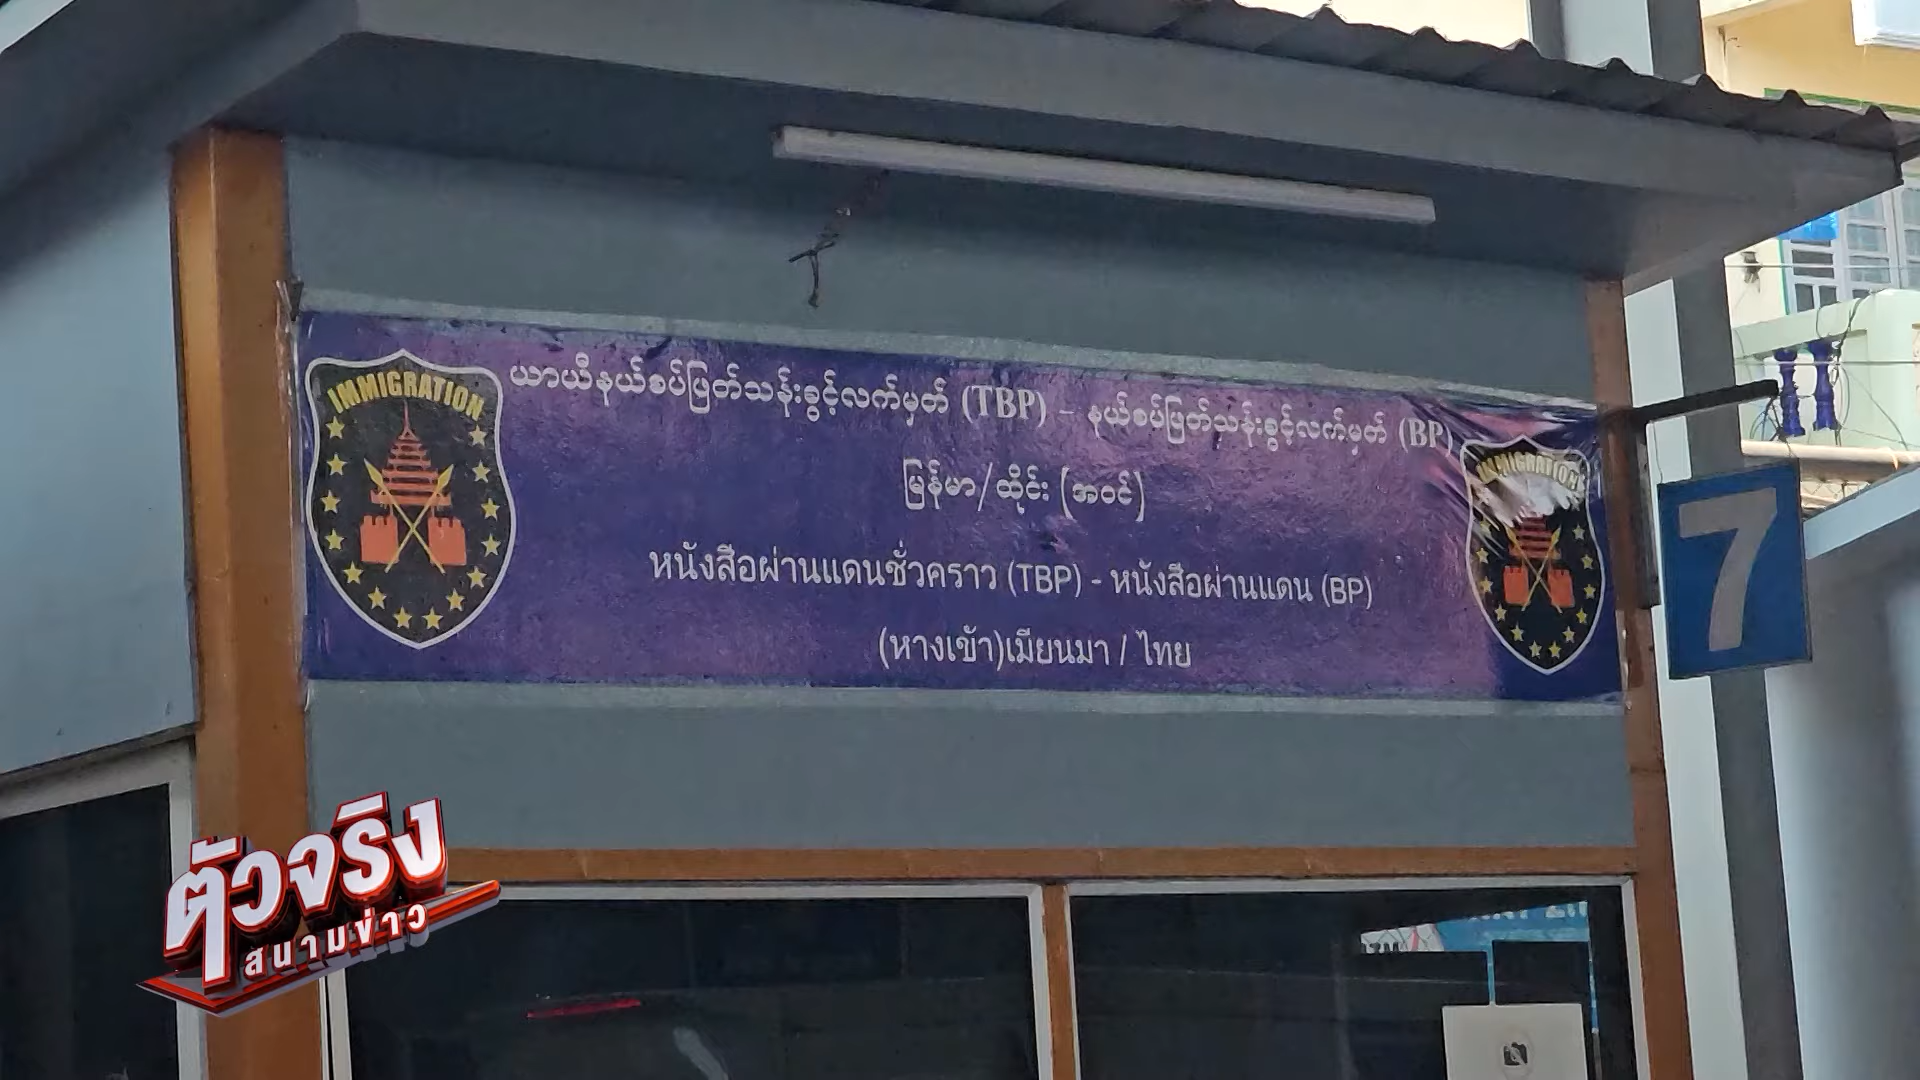 IMMIGRATION
ယာယီနယ်စပ်ဖြတ်သန်းခွင့်လက်မှတ် (TBP) - နယ်စပ်ဖြတ်သန်းခွင့်လက်မှတ် (BP)
မြန်မာ/ထိုင်း (အဝင်)
หนังสือผ่านแดนชั่วคราว (TBP) - หนังสือผ่านแดน (BP)
(หางเข้า)เมียนมา / ไทย
IMMIGRATION
7
ตัวจริง
สนามข่าว